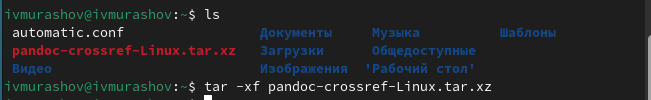 ivmurashov@ivmurashov:~$ ls
automatic.conf Документы Музыка Шаблоны
pandoc-crossref-Linux.tar.xz Загрузки Общедоступные
Видео Изображения 'Рабочий стол'
ivmurashov@ivmurashov:~$ tar -xf pandoc-crossref-Linux.tar.xz